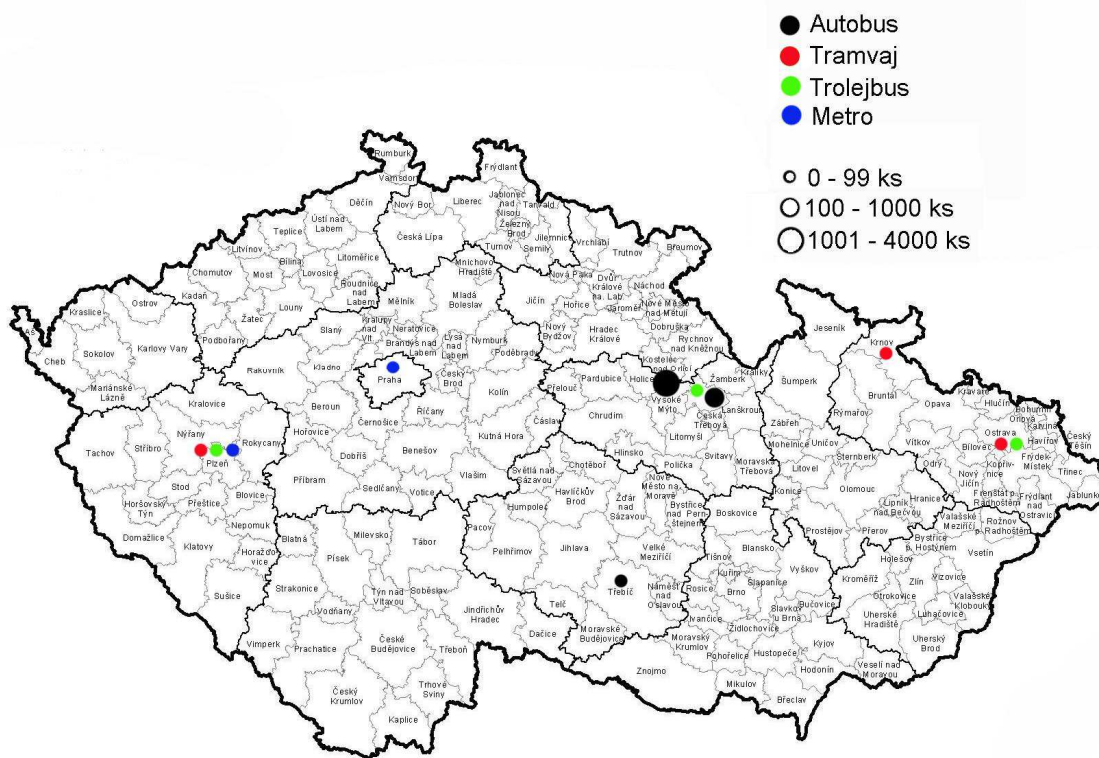 Autobus
Tramvaj
Trolejbus
Metro
0 - 99 ks
100 - 1000 ks
1001 - 4000 ks
Rumburk
Varnsdorf
Frýdlant
Děčín
Nový Bor
Liberec
Jablonec
nad
Nisou
Tanvald
Ústí nad
Labem
Teplice
Česká Lípa
Železný
Brod
Turnov
Semily
Jilemnice
Vrchlabí
Trutnov
Broumov
Litvínov
Bílina
Most
Litoměřice
Lovosice
Chomutov
Kadaň
Roudnice
nad
Labem
Mnichovo
Hradiště
Mělník
Mladá
Boleslav
Nová Paka
Dvůr
Králové
na. Lab.
Náchod
Jičín
Hořice
Jaroměř
Nové Město
nad Metují
Ostrov
Kraslice
Louny
Žatec
Podbořany
Slaný
Kralupy
nad
Vlt.
Neratovice
Brandýs nad
Labem
Lysá
nad
Labem
Nymburk
Poděbrady
Nový
Bydžov
Hradec
Králové
Dobruška
Rychnov
nad Kněžnou
Cheb
Sokolov
Karlovy Vary
Mariánské
Lázně
Rakovník
Kladno
Praha
Český
Brod
Kolín
Kostelec
nad Orlicí
Přelouč
Pardubice
Holice
Vysoké
Mýto
Žamberk
Králíky
Jeseník
Krnov
Šumperk
Bruntál
Rýmařov
Kralovice
Beroun
Hořovice
Černošice
Říčany
Kutná Hora
Čáslav
Chrudim
Česká
Třebová
Lanškroun
Litomyšl
Hlinsko
Polička
Svitavy
Moravská
Třebová
Zábřeh
Mohelnice
Uničov
Šternberk
Litovel
Opava
Kravaře
Hlučín
Bohumín
Orlová
Karviná
Ostrava
Havířov
Český
Těšín
Vítkov
Bílovec
Frýdek-
Místek
Třinec
Jablunkov
Odry
Nový
Jičín
Kopřiv-
nice
Frenštát p.
Radhoštěm
Frýdlant
nad
Ostravicí
Tachov
Stříbro
Nýřany
Rokycany
Plzeň
Stod
Přeštice
Blovice
Nepomuk
Horšovský
Týn
Domažlice
Klatovy
Horažďo-
vice
Sušice
Dobříš
Benešov
Příbram
Sedlčany
Votice
Vlašim
Světlá nad
Sázavou
Chotěboř
Havlíčkův
Brod
Humpolec
Žďár
nad
Sázavou
Nové
Město na
Moravě
Bystřice
nad Pern-
štejnem
Boskovice
Konice
Olomouc
Lipník
nad Bečvou
Hranice
Valašské
Meziříčí
Rožnov
p. Radhoštěm
Prostějov
Přerov
Bystřice
p. Hostýnem
Vsetín
Blatná
Písek
Milevsko
Tábor
Pacov
Pelhřimov
Jihlava
Velké
Meziříčí
Tišnov
Blansko
Vyškov
Kroměříž
Holešov
Zlín
Vizovice
Strakonice
Týn nad
Vltavou
Soběslav
Vodňany
Jindřichův
Hradec
Telč
Třebíč
Náměšť
nad
Oslavou
Rosice
Kuřim
Brno
Šlapanice
Bučovice
Slavkov
u Brna
Ivančice
Židlochovice
Otrokovice
Luhačovice
Valašské
Klobouky
Uherské
Hradiště
Uherský
Brod
Vimperk
Prachatice
České
Budějovice
Třeboň
Dačice
Moravské
Budějovice
Moravský
Krumlov
Pohořelice
Hustopeče
Kyjov
Hodonín
Veselí nad
Moravou
Znojmo
Mikulov
Břeclav
Český
Krumlov
Trhové
Sviny
Kaplice